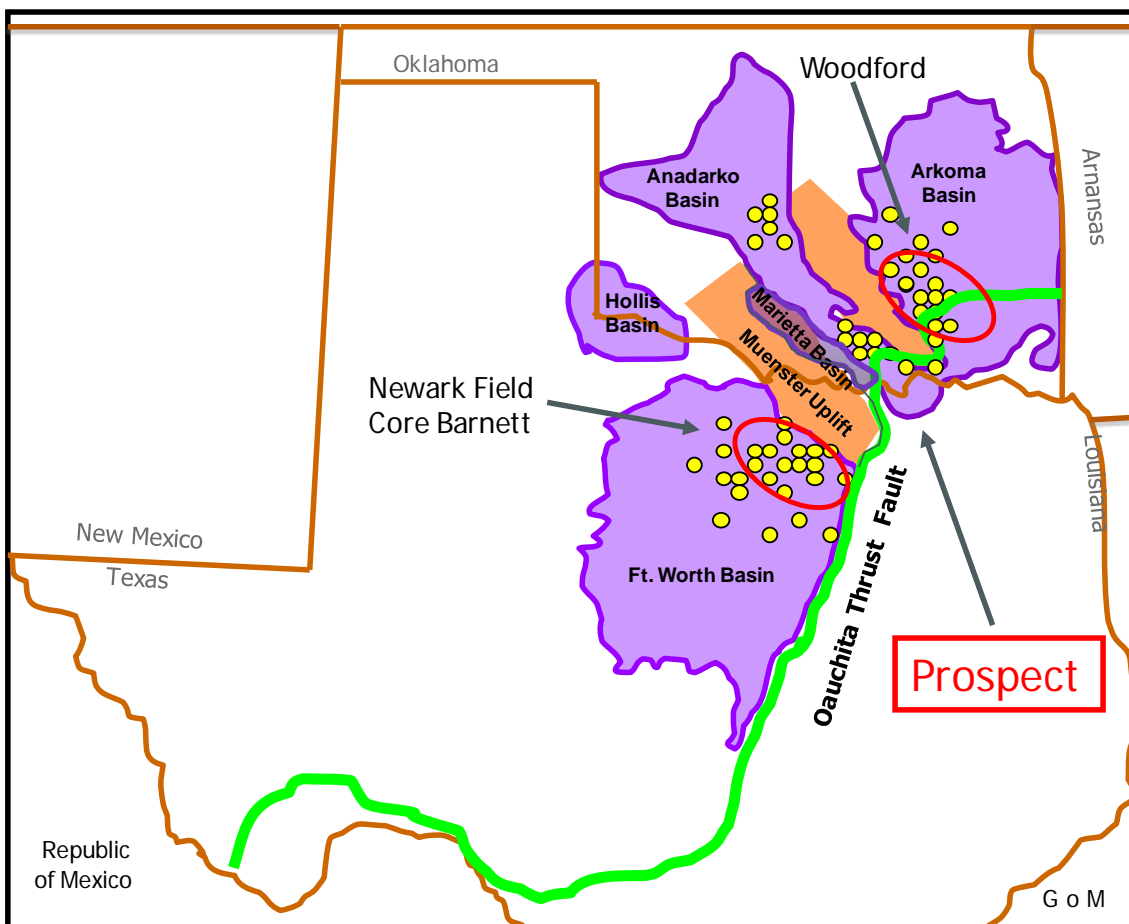 Oklahoma
Woodford
Anadarko
Basin
Arkoma
Basin
Arnansas
Hollis
Basin
Marietta Basin
Muenster Uplift
Newark Field
Core Barnett
Louisiana
New Mexico
Texas
Ft. Worth Basin
Oauchita Thrust Fault
Prospect
Republic
of Mexico
G o M